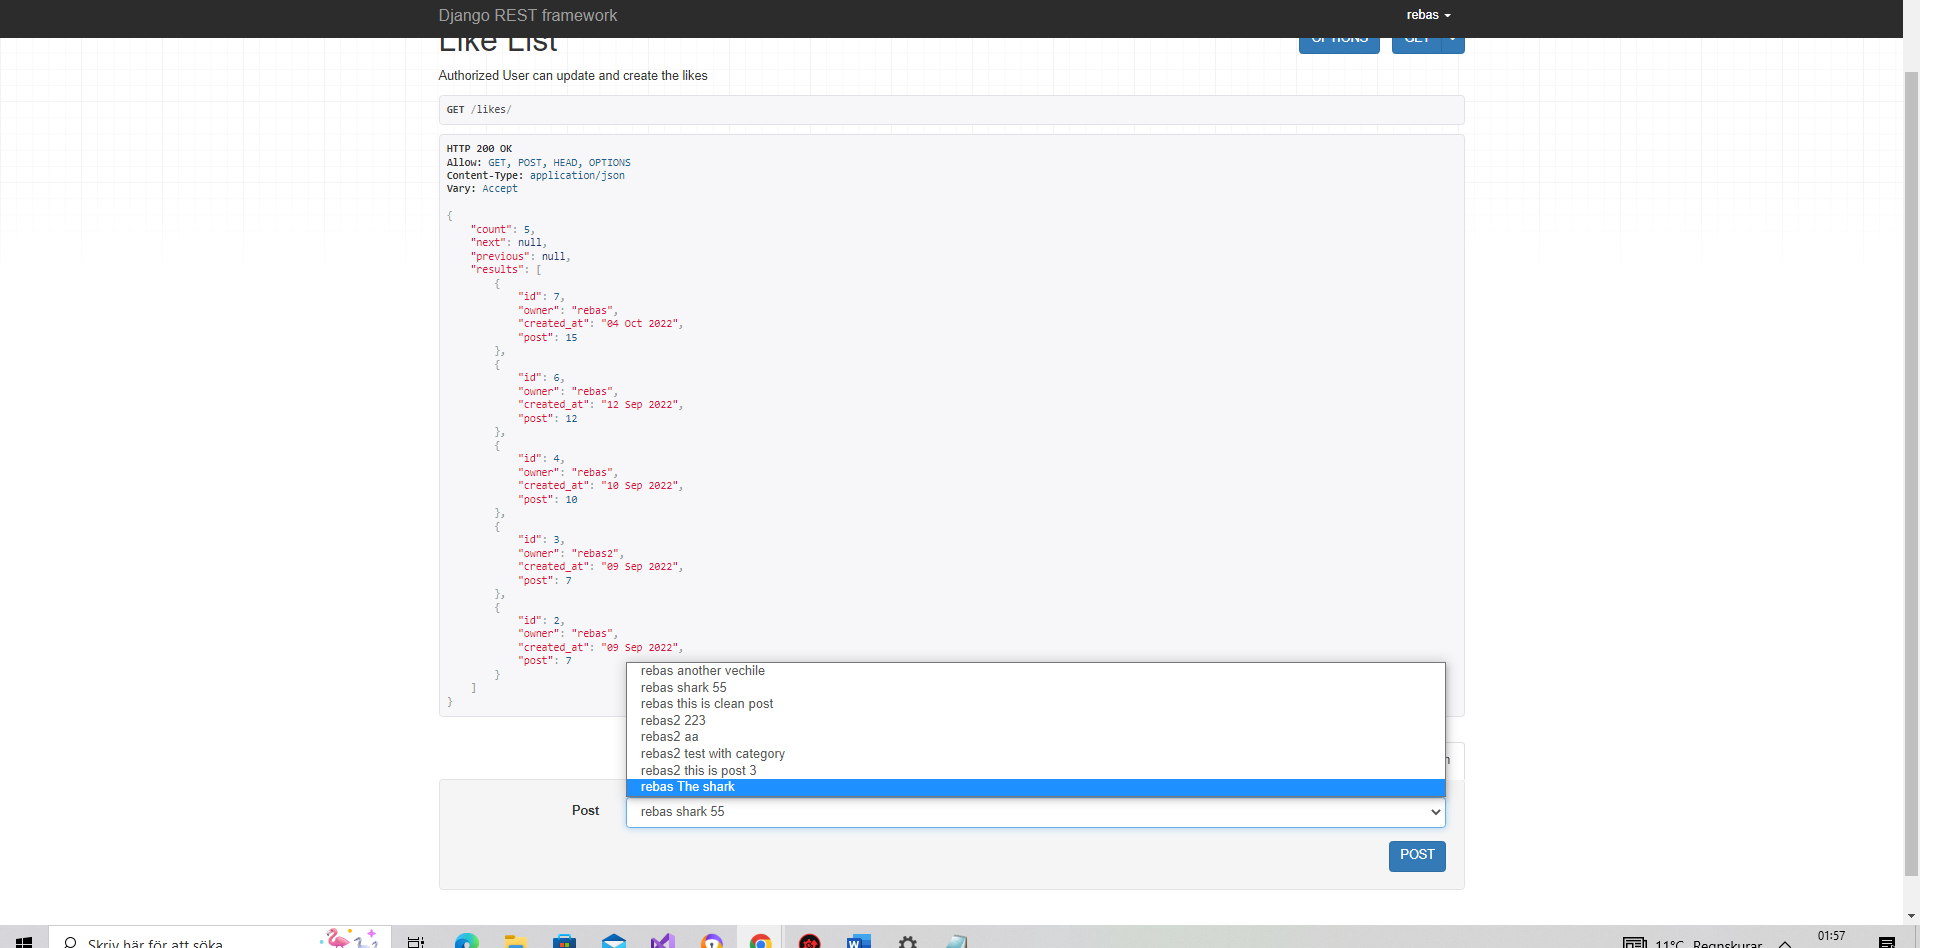 Django REST framework
rebas
Like List
OPTIONS
GET
Authorized User can update and create the likes
GET /likes/
HTTP 200 OK
Allow: GET, POST, HEAD, OPTIONS
Content-Type: application/json
Vary: Accept
{
"count": 5,
"next": null,
"previous": null,
"results": [
{
"id": 7,
"owner": "rebas",
"created_at": "04 Oct 2022",
"post": 15
},
{
"id": 6,
"owner": "rebas",
"created_at": "12 Sep 2022",
"post": 12
},
{
"id": 4,
"owner": "rebas",
"created_at": "10 Sep 2022",
"post": 10
},
{
"id": 3,
"owner": "rebas2",
"created_at": "09 Sep 2022",
"post": 7
},
{
"id": 2,
"owner": "rebas",
"created_at": "09 Sep 2022",
"post": 7
}
]
}
rebas another vechile
rebas shark 55
rebas this is clean post
rebas2 223
rebas2 aa
rebas2 test with category
rebas2 this is post 3
rebas The shark
Post
rebas shark 55
POST
Skriv här för att söka
11°C Regnskurar
01:57